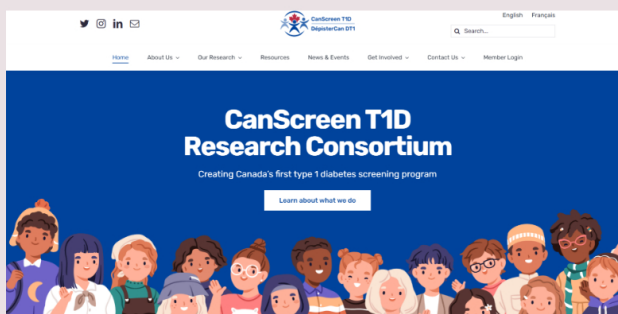 CanScreen T1D
DépisterCan DT1
English Français
Search...
Home About Us Our Research Resources News & Events Get Involved Contact Us Member Login
CanScreen T1D
Research Consortium
Creating Canada's first type 1 diabetes screening program
Learn about what we do